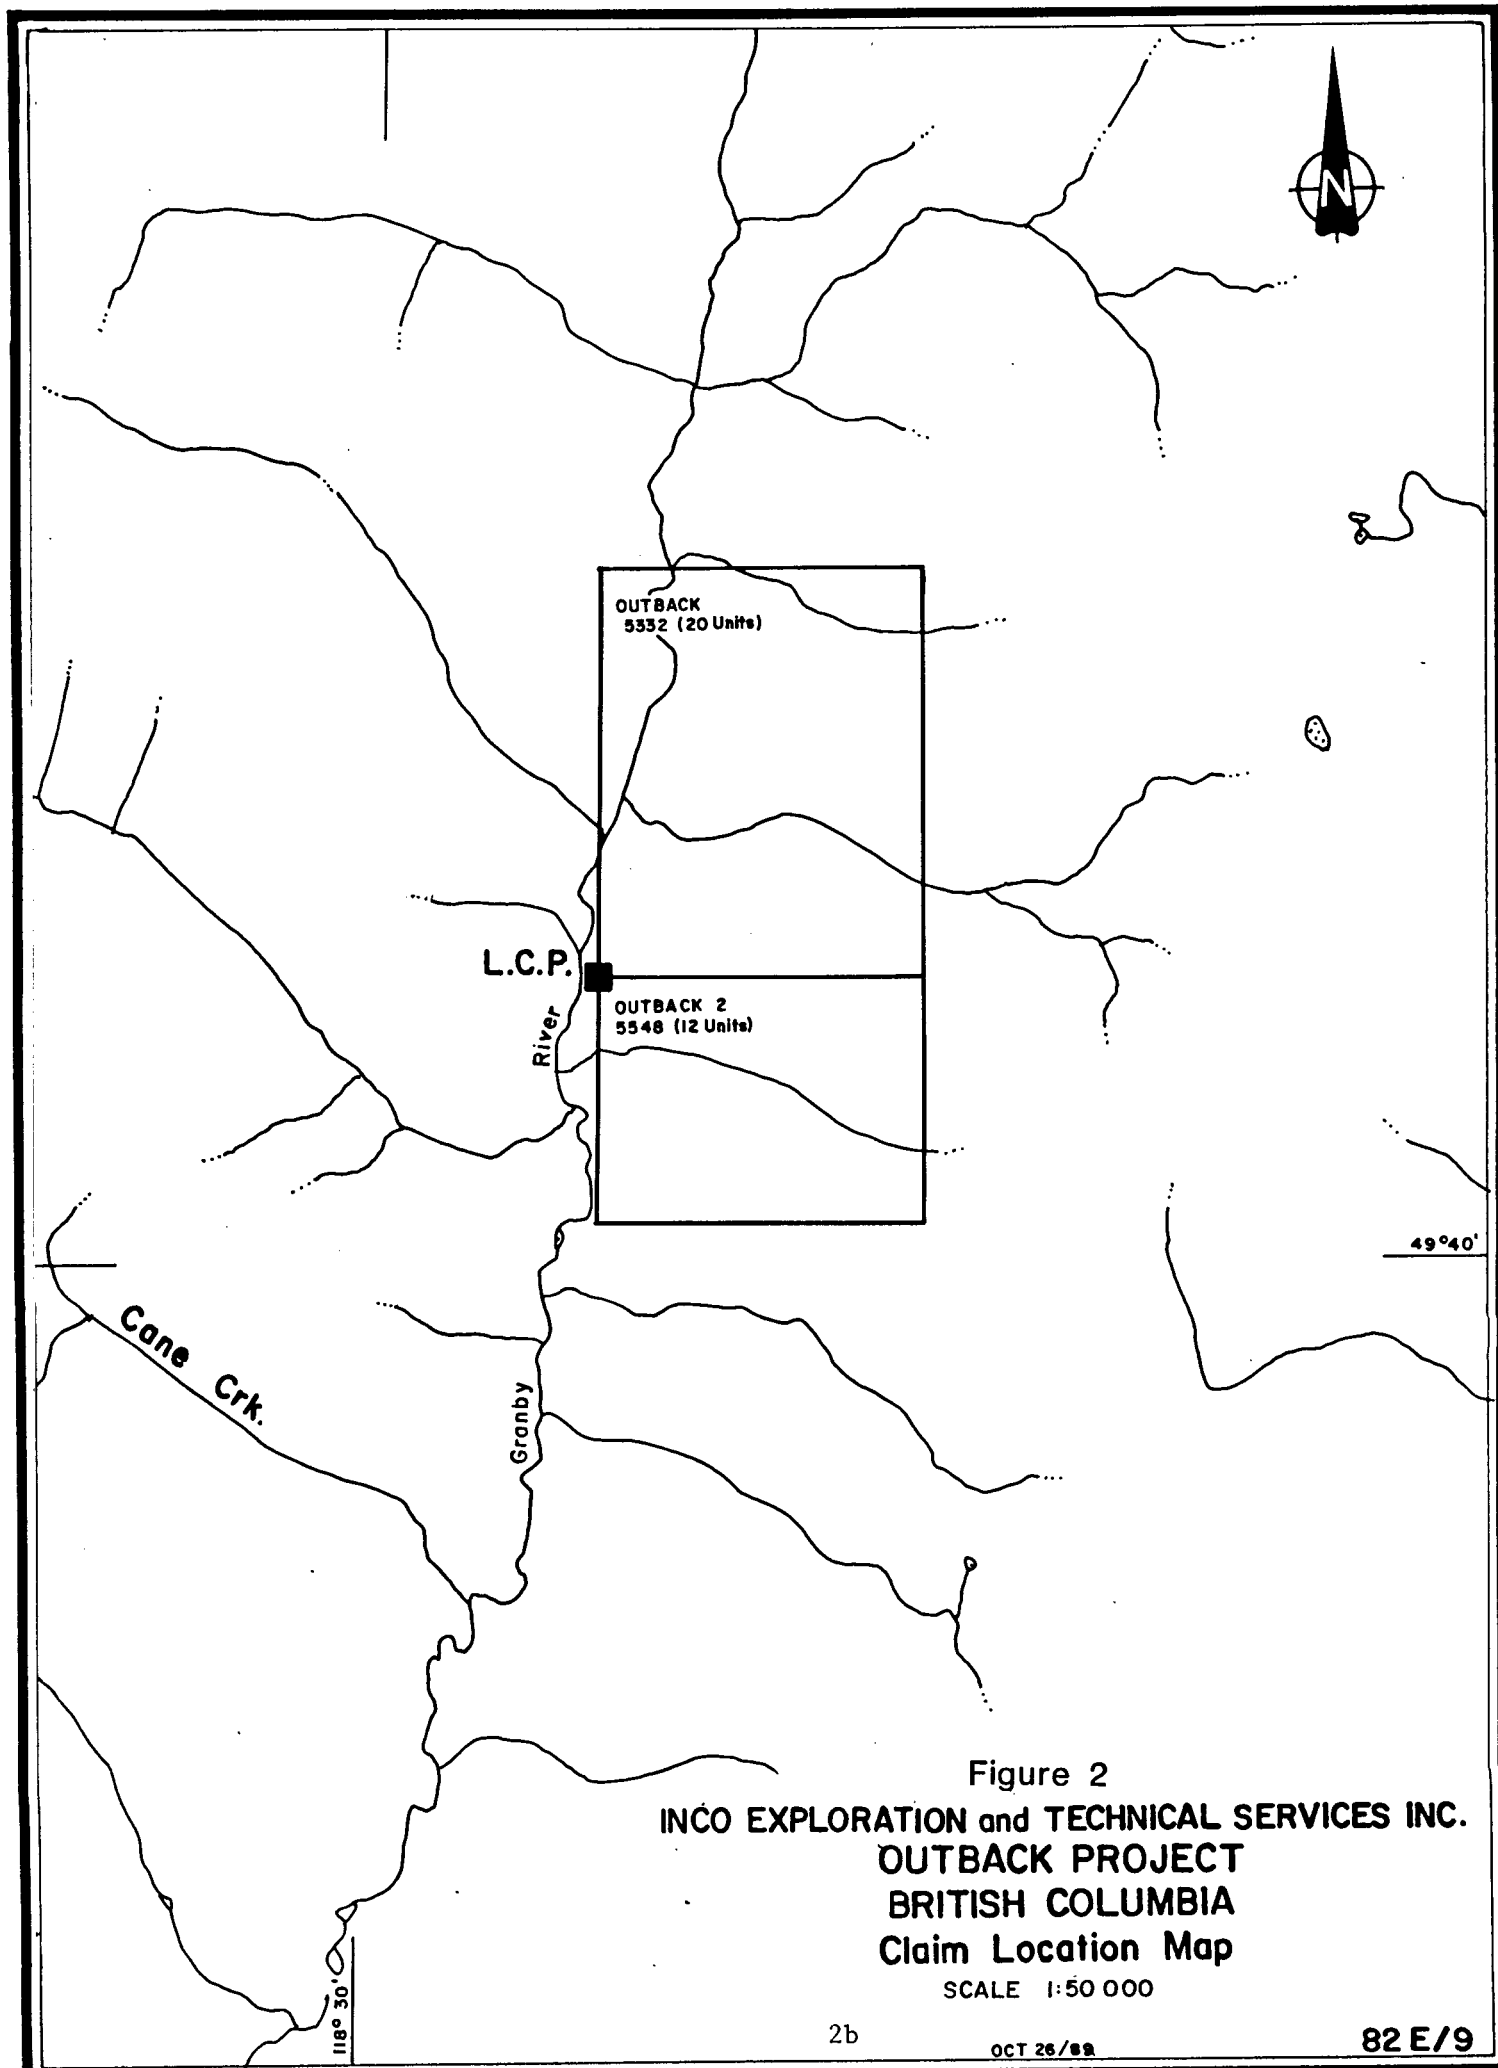 N
OUTBACK
5332 (20 Units)
L.C.P.
OUTBACK 2
5548 (12 Units)
River
49°40'
Cane Crk.
Granby
Figure 2
INCO EXPLORATION and TECHNICAL SERVICES INC.
OUTBACK PROJECT
BRITISH COLUMBIA
Claim Location Map
SCALE 1:50 000
118° 30'
2b
OCT 26/89
82 E/9